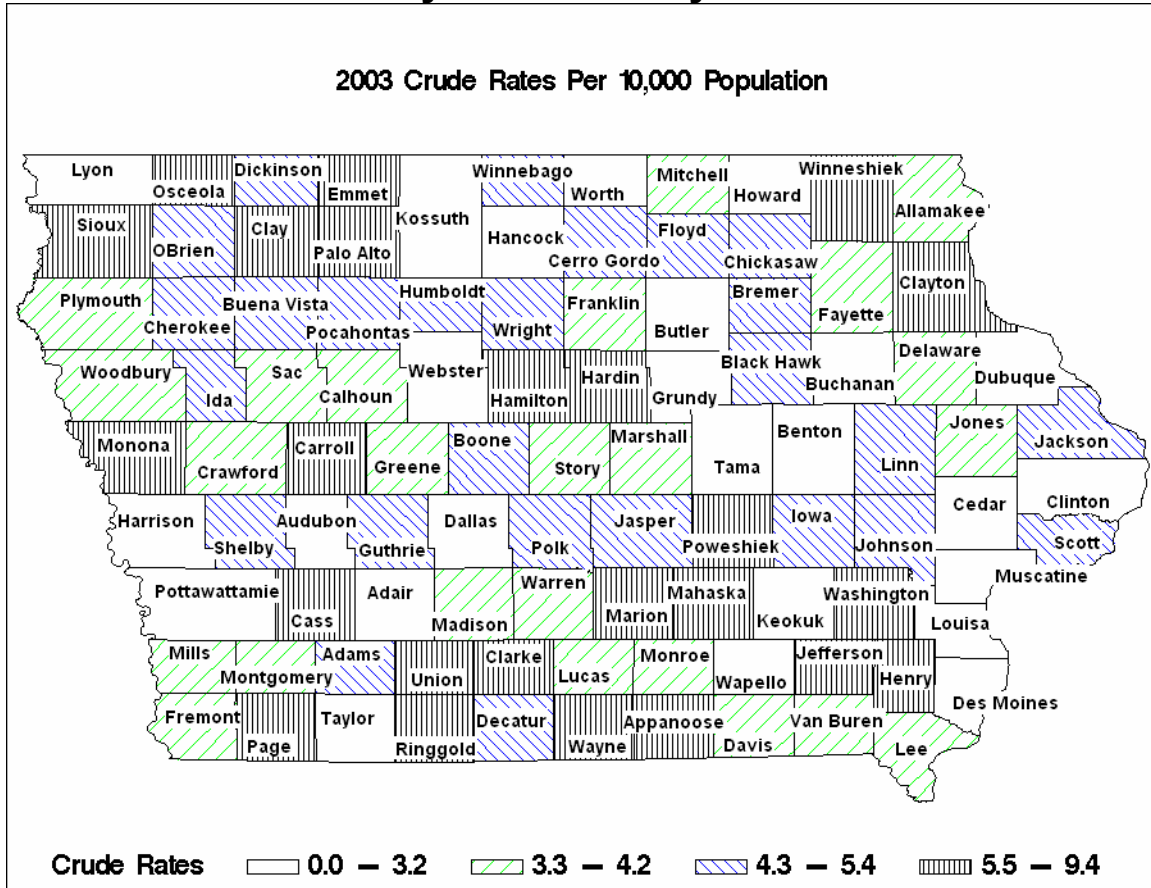 2003 Crude Rates Per 10,000 Population
Lyon
Osceola
Dickinson
Emmet
Winnebago
Worth
Mitchell
Howard
Winneshiek
Allamakee
Sioux
OBrien
Clay
Palo Alto
Kossuth
Hancock
Cerro Gordo
Floyd
Chickasaw
Clayton
Plymouth
Cherokee
Buena Vista
Pocahontas
Humboldt
Wright
Franklin
Butler
Bremer
Fayette
Woodbury
Ida
Sac
Calhoun
Webster
Hamilton
Hardin
Grundy
Black Hawk
Buchanan
Delaware
Dubuque
Monona
Crawford
Carroll
Greene
Boone
Story
Marshall
Tama
Benton
Linn
Jones
Jackson
Harrison
Shelby
Audubon
Guthrie
Dallas
Polk
Jasper
Poweshiek
Iowa
Johnson
Cedar
Clinton
Scott
Muscatine
Pottawattamie
Cass
Adair
Madison
Warren
Marion
Mahaska
Keokuk
Washington
Louisa
Mills
Montgomery
Adams
Union
Clarke
Lucas
Monroe
Wapello
Jefferson
Henry
Des Moines
Fremont
Page
Taylor
Ringgold
Decatur
Wayne
Appanoose
Davis
Van Buren
Lee
Crude Rates 0.0 – 3.2 3.3 – 4.2 4.3 – 5.4 5.5 – 9.4